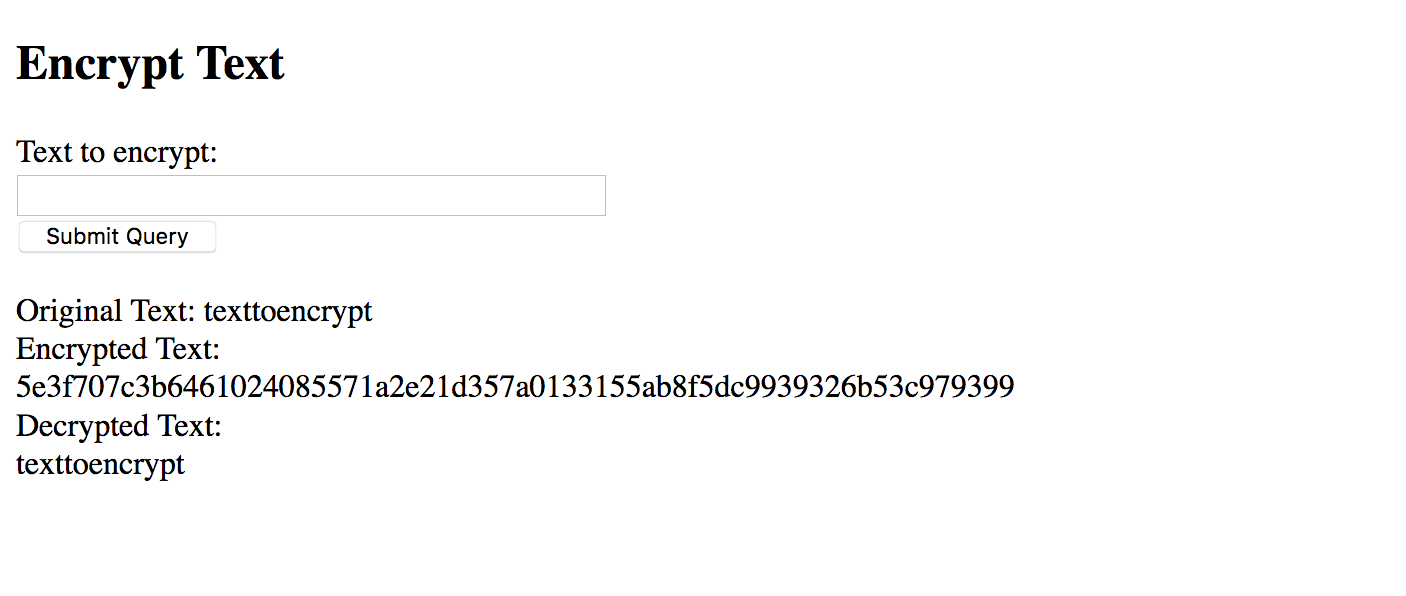 Encrypt Text
Text to encrypt:
Submit Query
Original Text: texttoencrypt
Encrypted Text:
5e3f707c3b6461024085571a2e21d357a0133155ab8f5dc9939326b53c979399
Decrypted Text:
texttoencrypt